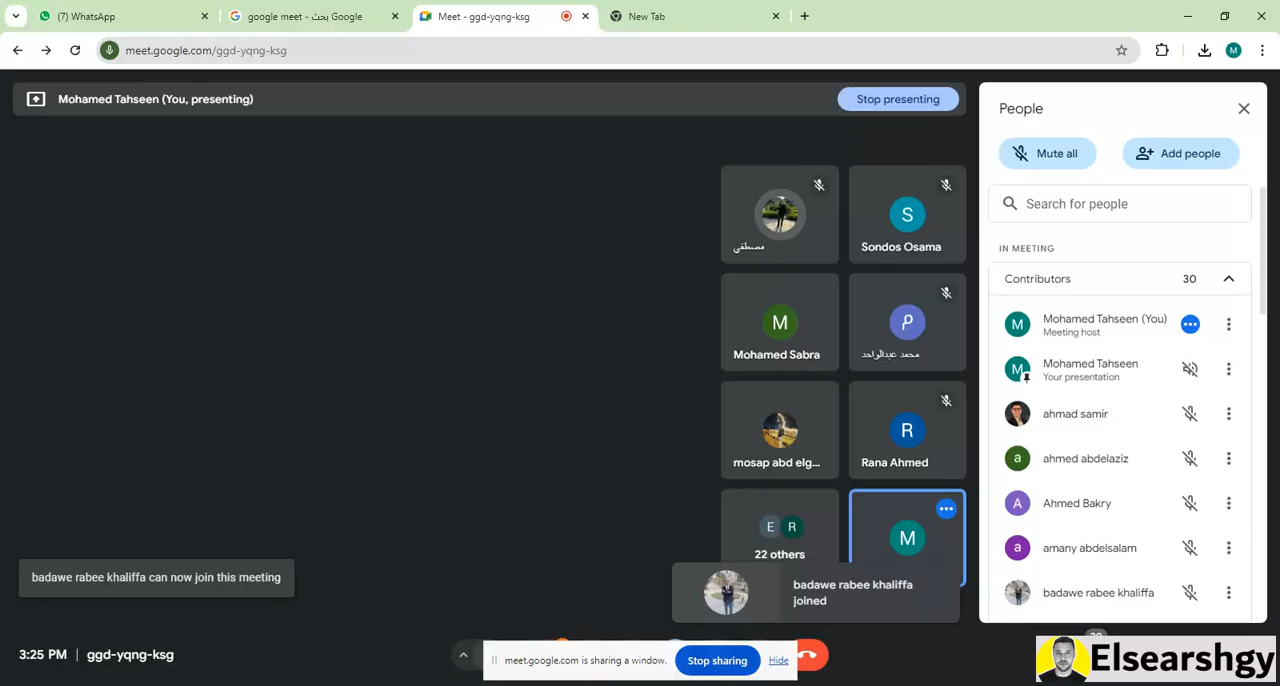 (7) WhatsApp
google meet - بحث Google
Meet - ggd-yqng-ksg
New Tab
meet.google.com/ggd-yqng-ksg
M
Mohamed Tahseen (You, presenting)
Stop presenting
People
Mute all
Add people
Search for people
IN MEETING
Contributors
30
مصطفى
S
Sondos Osama
M
Mohamed Sabra
م
محمد عبدالواحد
mosap abd elg...
R
Rana Ahmed
E R
22 others
M
M
Mohamed Tahseen (You)
Meeting host
M
Mohamed Tahseen
Your presentation
ahmad samir
a
ahmed abdelaziz
A
Ahmed Bakry
a
amany abdelsalam
badawe rabee khaliffa
badawe rabee khaliffa can now join this meeting
badawe rabee khaliffa
joined
3:25 PM | ggd-yqng-ksg
meet.google.com is sharing a window.
Stop sharing
Hide
Elsearshgy